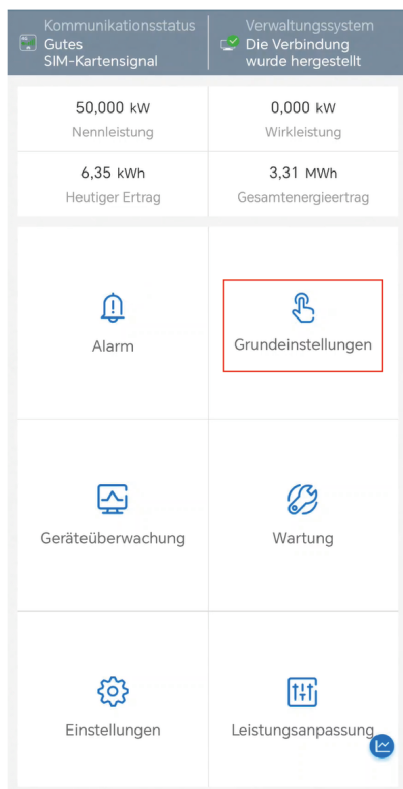 Kommunikationsstatus
Gutes
SIM-Kartensignal
Verwaltungssystem
Die Verbindung
wurde hergestellt
50,000 kW
Nennleistung
0,000 kW
Wirkleistung
6,35 kWh
Heutiger Ertrag
3,31 MWh
Gesamtenergieertrag
Alarm
Grundeinstellungen
Geräteüberwachung
Wartung
Einstellungen
Leistungsanpassung